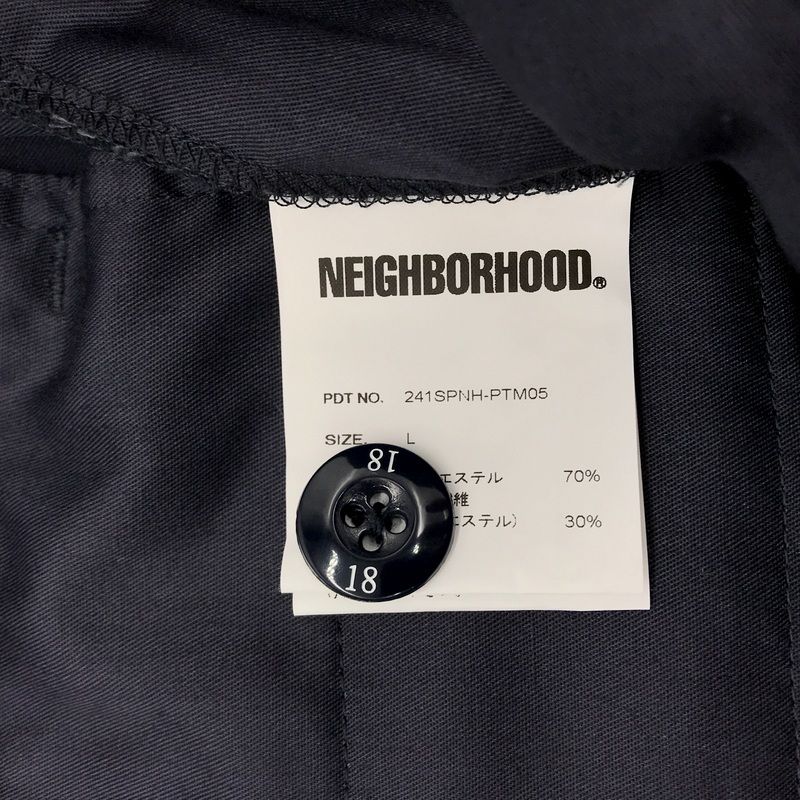 NEIGHBORHOOD®
PDT NO. 241SPNH-PTM05
SIZE. L
エステル 70%
維
エステル) 30%
18
18